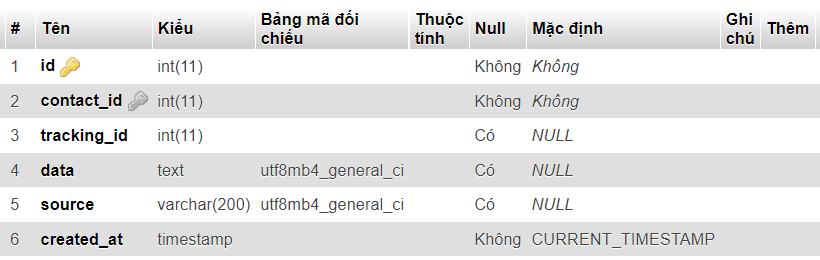 # Tên Kiểu Bảng mã đối chiếu Thuộc tính Null Mặc định Ghi chú Thêm
1 id int(11) Không Không
2 contact_id int(11) Không Không
3 tracking_id int(11) Có NULL
4 data text utf8mb4_general_ci Có NULL
5 source varchar(200) utf8mb4_general_ci Có NULL
6 created_at timestamp Không CURRENT_TIMESTAMP